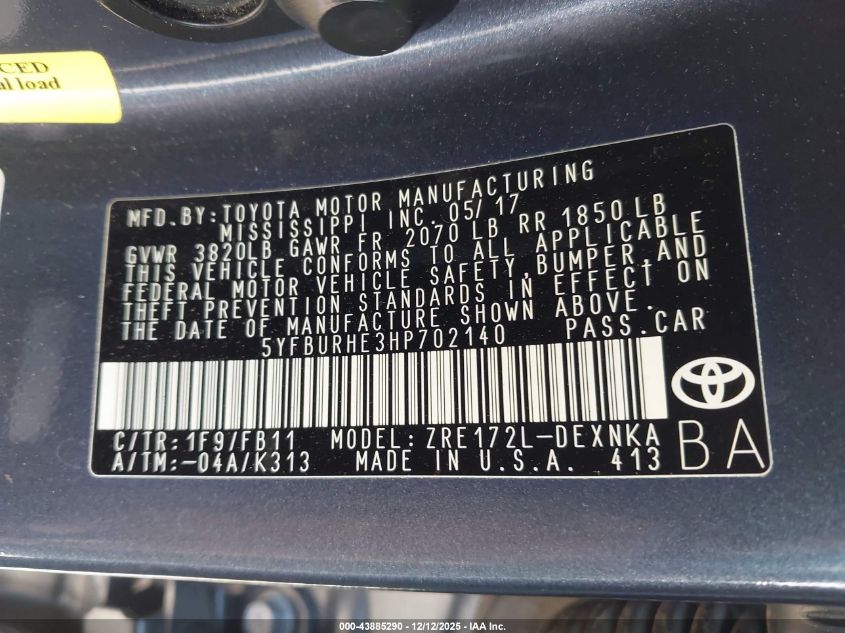 CED
al load
MFD. BY: TOYOTA MOTOR MANUFACTURING
MISSISSIPPI INC. 05/17
GVWR 3820LB GAWR FR 2070 LB RR 1850 LB
THIS VEHICLE CONFORMS TO ALL APPLICABLE
FEDERAL MOTOR VEHICLE SAFETY, BUMPER, AND
THEFT PREVENTION STANDARDS IN EFFECT ON
THE DATE OF MANUFACTURE SHOWN ABOVE.
5YFBURHE3HP702140 PASS. CAR
C/TR: 1F9/FB11 MODEL: ZRE172L-DEXNKA
A/TM: -04A/K313 MADE IN U.S.A. 413
BA
000-43885290 - 12/12/2025 - IAA, Inc.